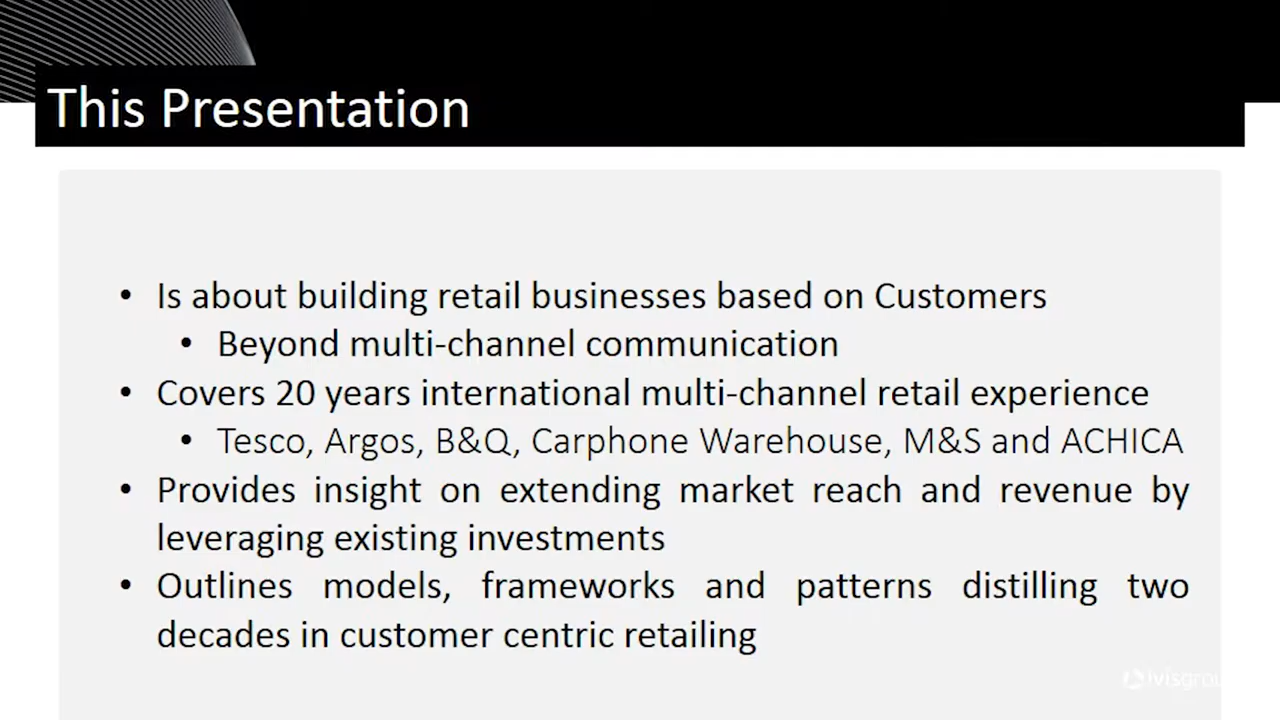 This Presentation
• Is about building retail businesses based on Customers
• Beyond multi-channel communication
• Covers 20 years international multi-channel retail experience
• Tesco, Argos, B&Q, Carphone Warehouse, M&S and ACHICA
• Provides insight on extending market reach and revenue by
leveraging existing investments
• Outlines models, frameworks and patterns distilling two
decades in customer centric retailing